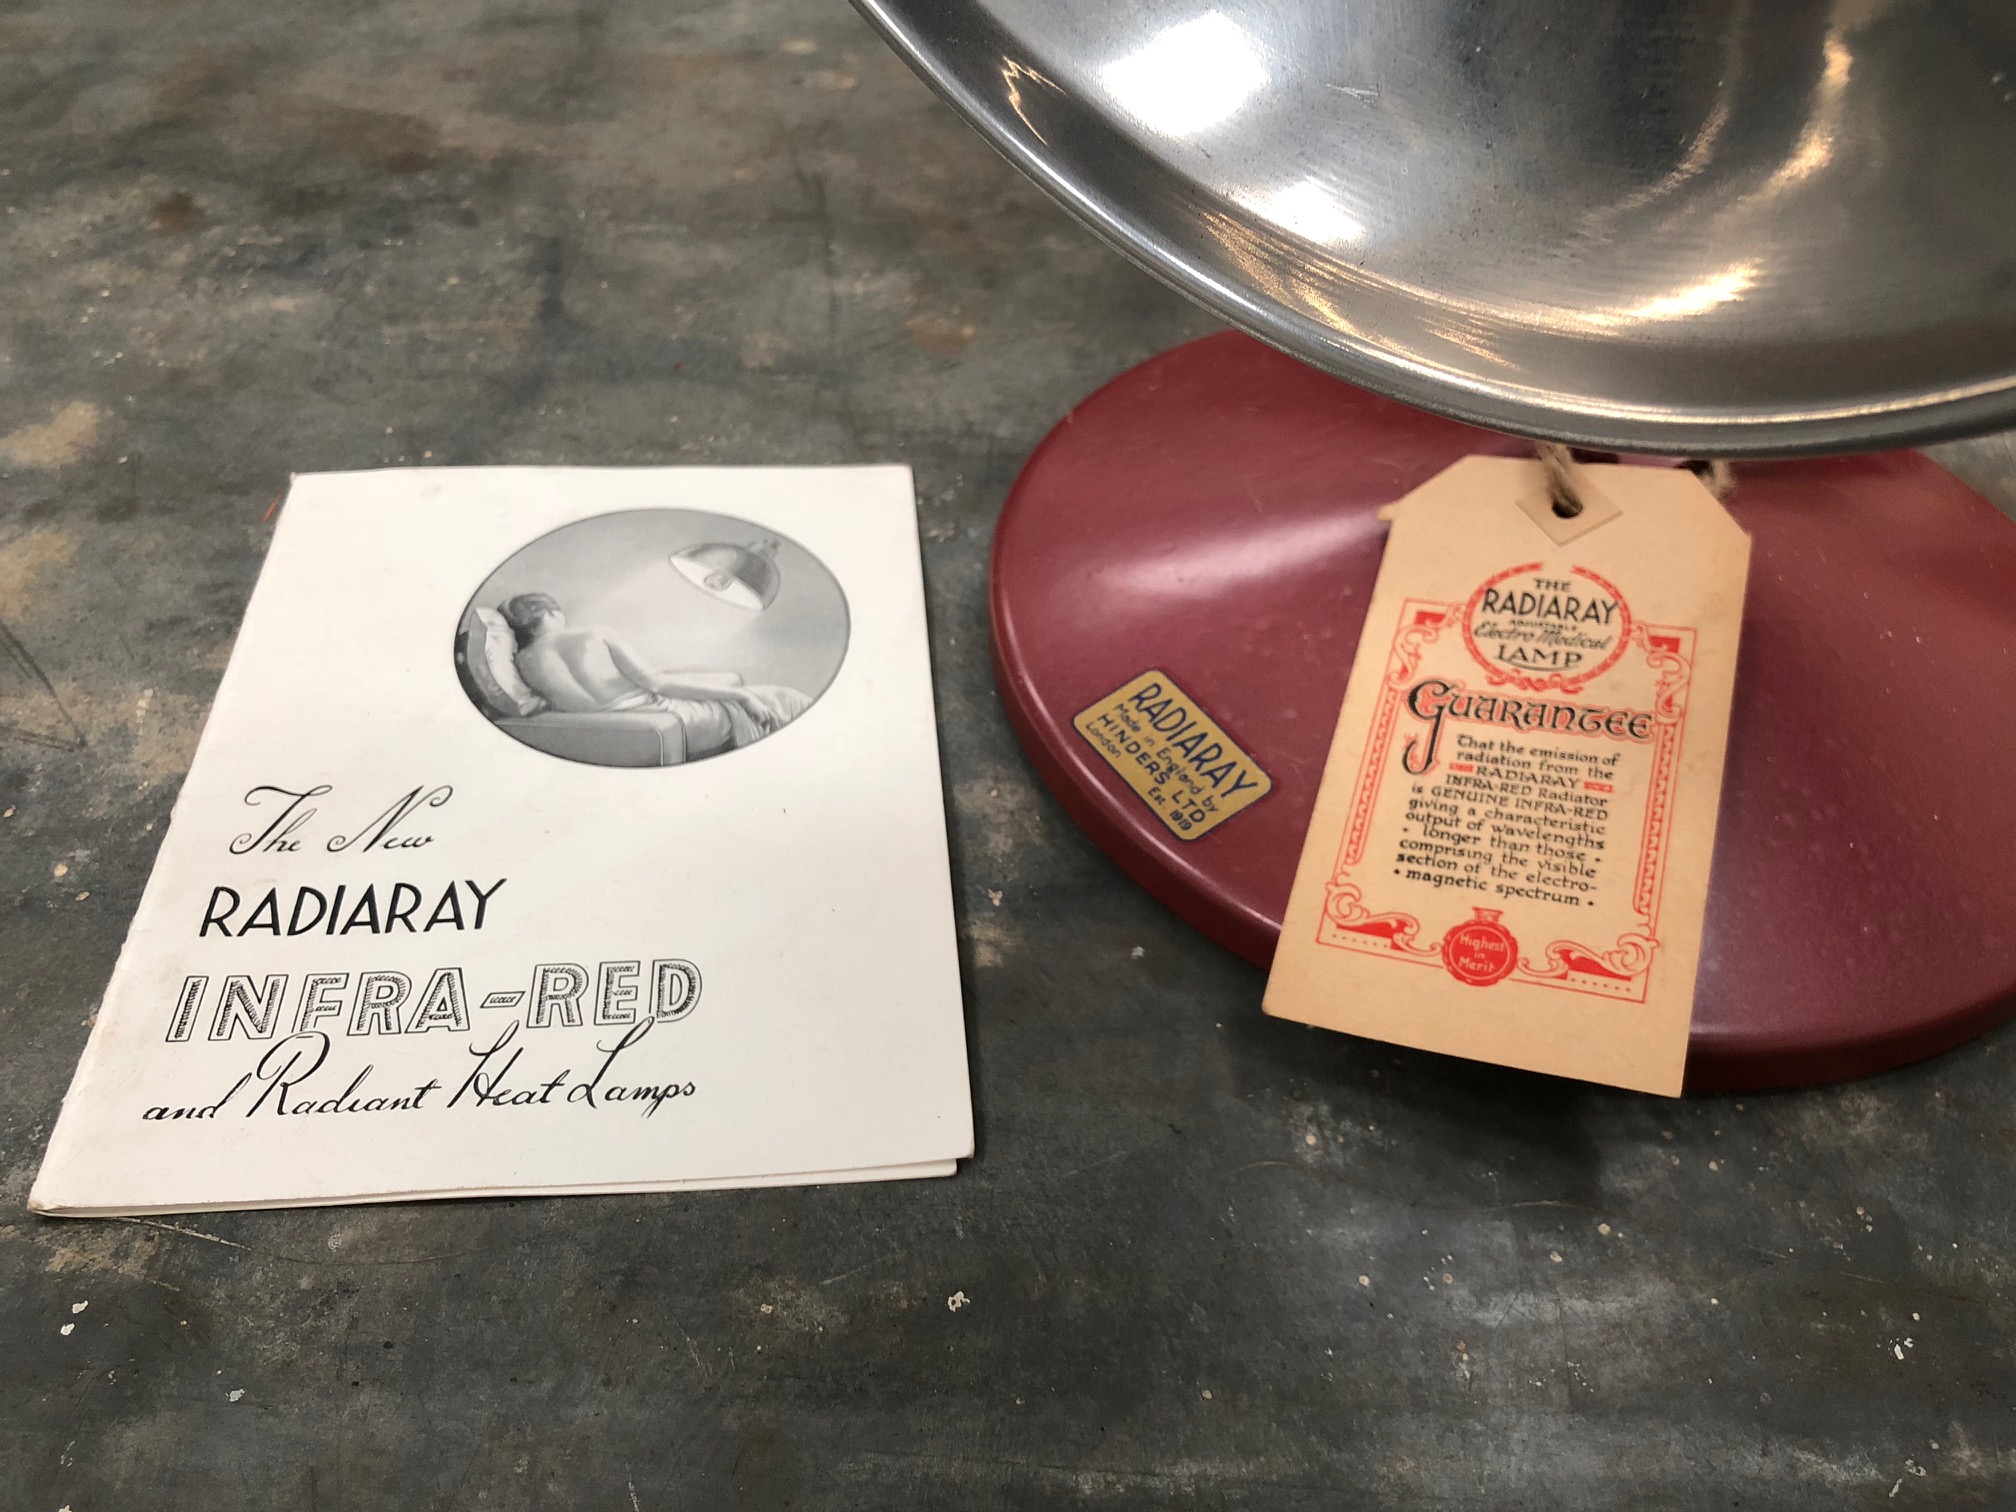 The New
RADIARAY
INFRA-RED
and Radiant Heat Lamps
RADIARAY
Made in England by
HINDERS LTD
London Est. 1919
THE
RADIARAY
ADJUSTABLE
Electro Medical
LAMP
GUARANTEE
That the emission of
radiation from the
RADIARAY
INFRA-RED Radiator
is GENUINE INFRA-RED
giving a characteristic
output of wavelengths
• longer than those •
comprising the visible
section of the electro-
• magnetic spectrum •
Highest
in
Merit